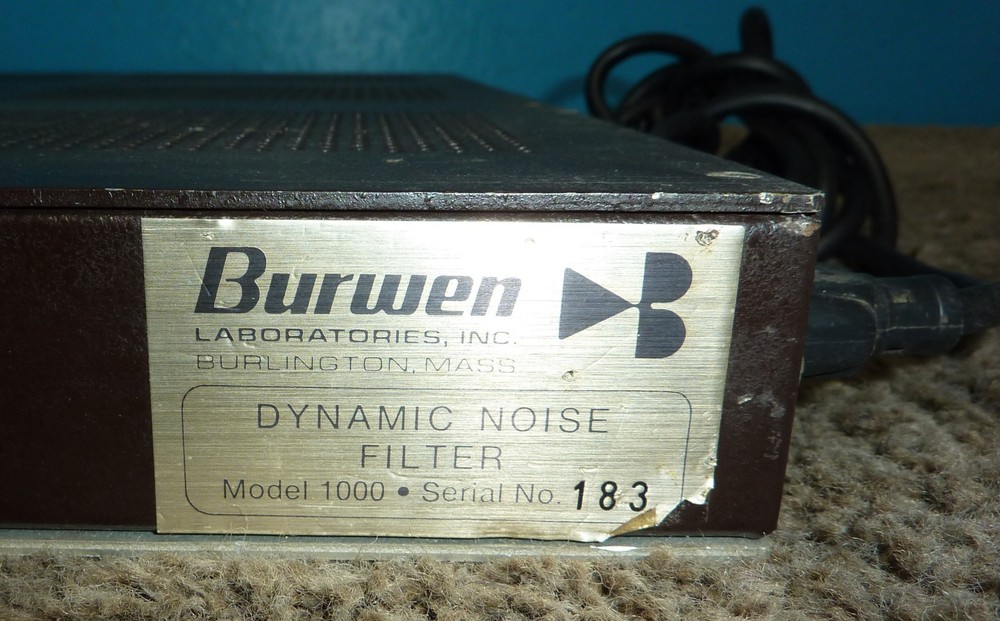 Burwen
LABORATORIES, INC.
BURLINGTON, MASS
DYNAMIC NOISE
FILTER
Model 1000 • Serial No. 183